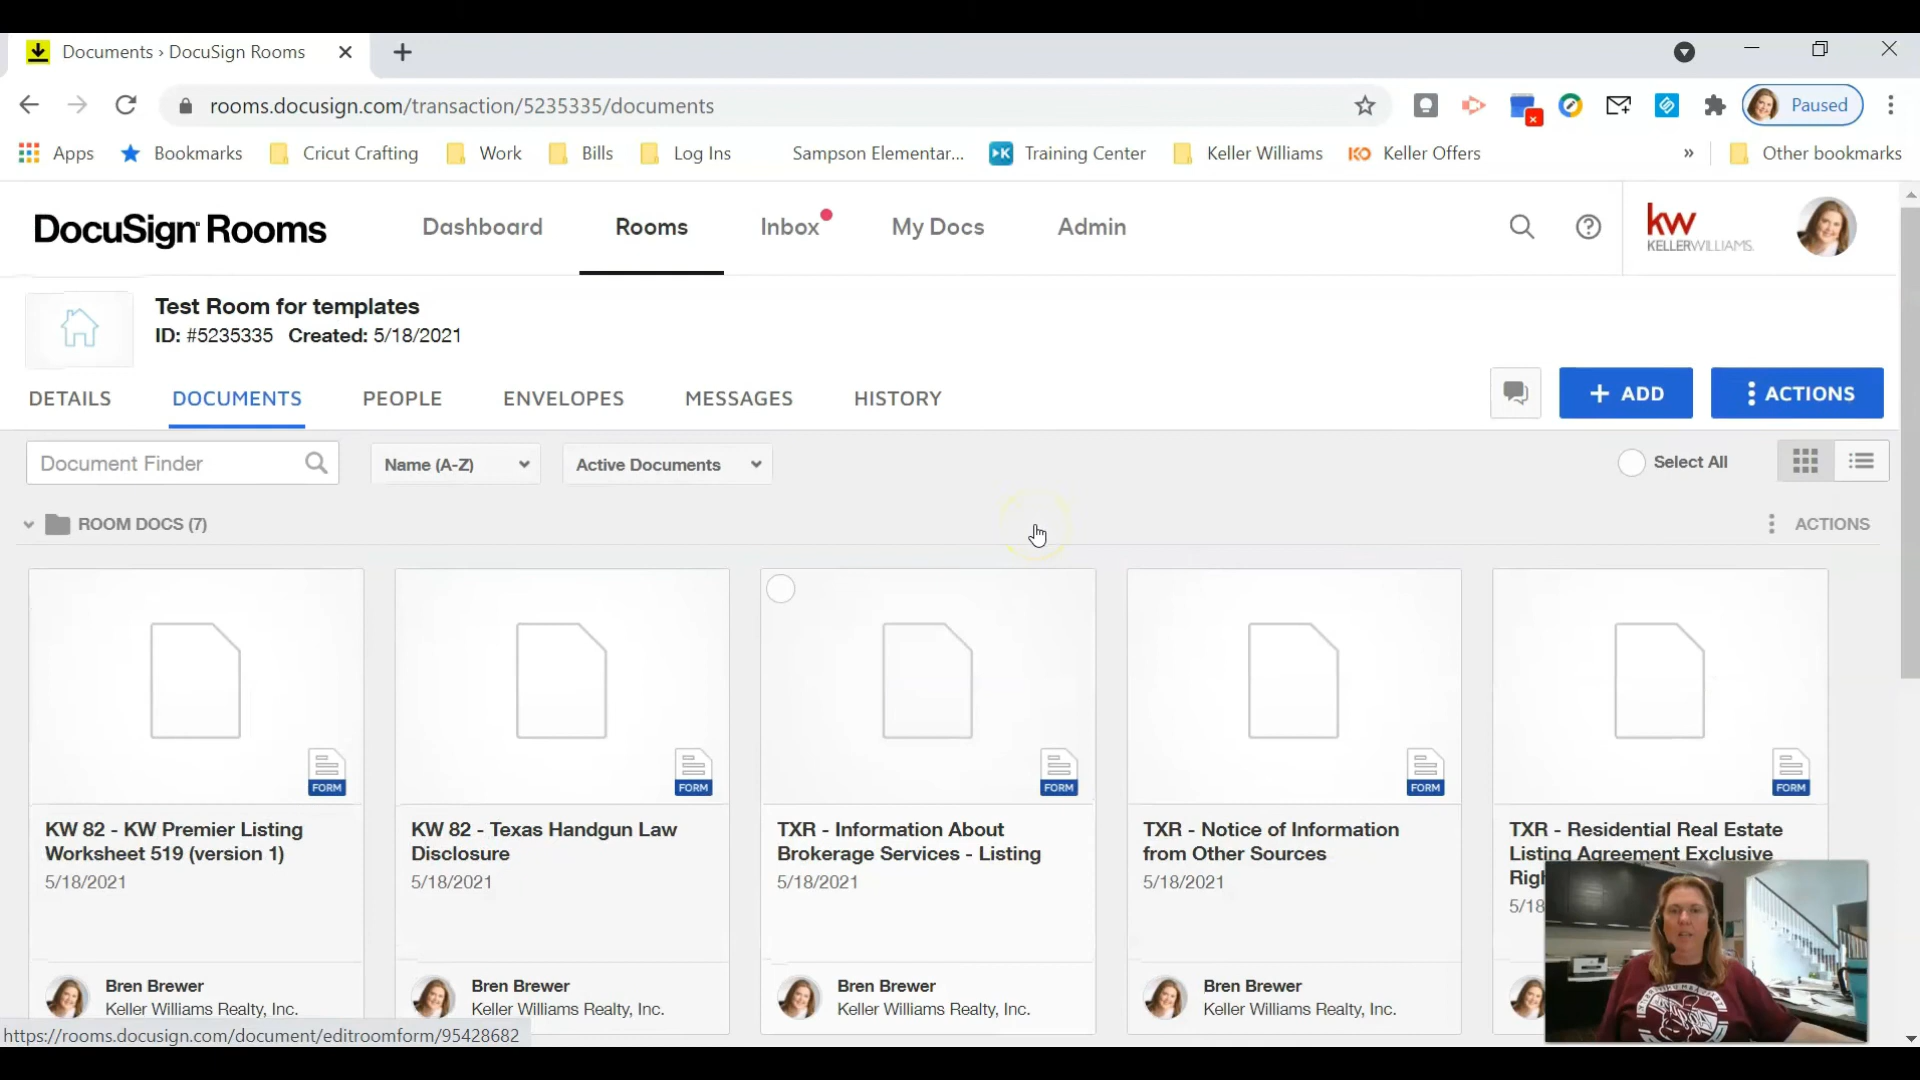 Documents › DocuSign Rooms
rooms.docusign.com/transaction/5235335/documents
Paused
Apps
Bookmarks
Cricut Crafting
Work
Bills
Log Ins
Sampson Elementar...
Training Center
Keller Williams
Keller Offers
»
Other bookmarks
DocuSign Rooms
Dashboard
Rooms
Inbox
My Docs
Admin
kw
KELLERWILLIAMS.
Test Room for templates
ID: #5235335 Created: 5/18/2021
DETAILS
DOCUMENTS
PEOPLE
ENVELOPES
MESSAGES
HISTORY
+ ADD
ACTIONS
Document Finder
Name (A-Z)
Active Documents
Select All
ROOM DOCS (7)
ACTIONS
FORM
FORM
FORM
FORM
FORM
KW 82 - KW Premier Listing
Worksheet 519 (version 1)
5/18/2021
Bren Brewer
Keller Williams Realty, Inc.
KW 82 - Texas Handgun Law
Disclosure
5/18/2021
Bren Brewer
Keller Williams Realty, Inc.
TXR - Information About
Brokerage Services - Listing
5/18/2021
Bren Brewer
Keller Williams Realty, Inc.
TXR - Notice of Information
from Other Sources
5/18/2021
Bren Brewer
Keller Williams Realty, Inc.
TXR - Residential Real Estate
Listing Agreement Exclusive
Righ
5/18
https://rooms.docusign.com/document/editroomform/95428682